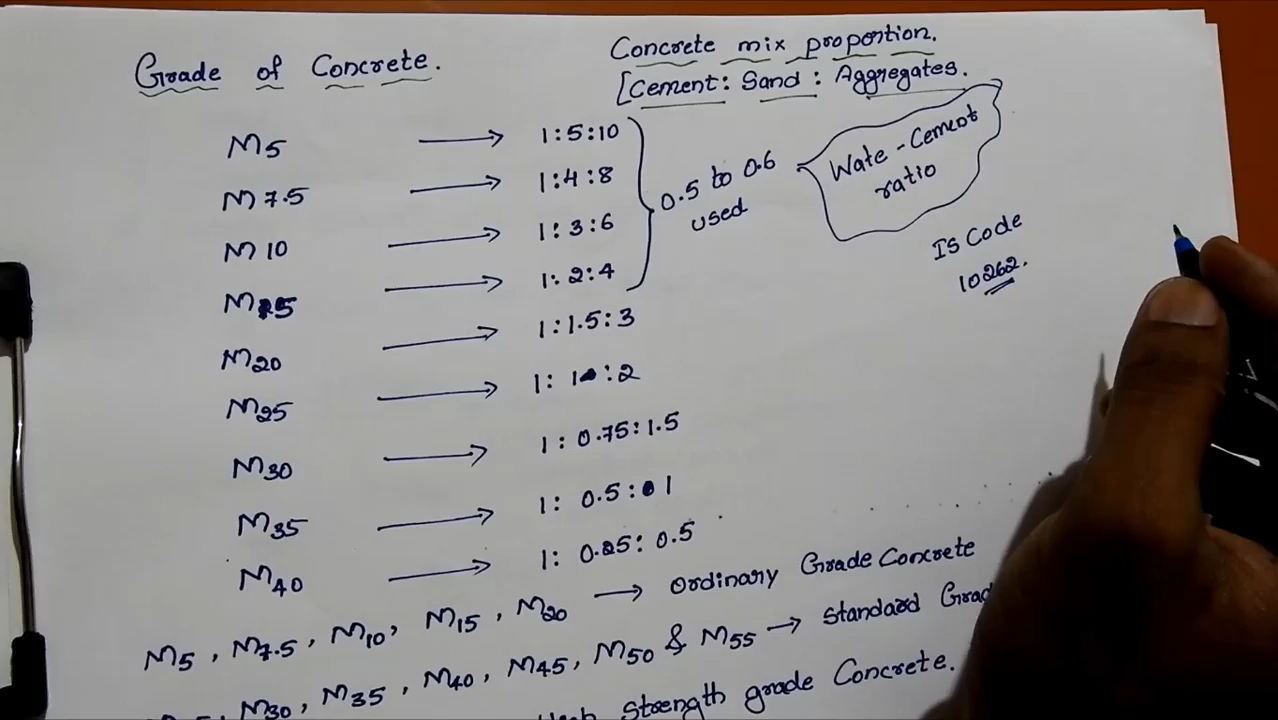 Grade of Concrete.
Concrete mix proportion.
[Cement: Sand : Aggregates.
M5 → 1:5:10
M7.5 → 1:4:8
M10 → 1:3:6
M15 → 1:2:4
M20 → 1:1.5:3
M25 → 1:1:2
M30 → 1:0.75:1.5
M35 → 1:0.5:1
M40 → 1:0.25:0.5
0.5 to 0.6
used
Wate-Cement
ratio
IS Code
10262.
M5, M7.5, M10, M15, M20 → Ordinary Grade Concrete
M30, M35, M40, M45, M50 & M55 → Standard
Strength grade Concrete.